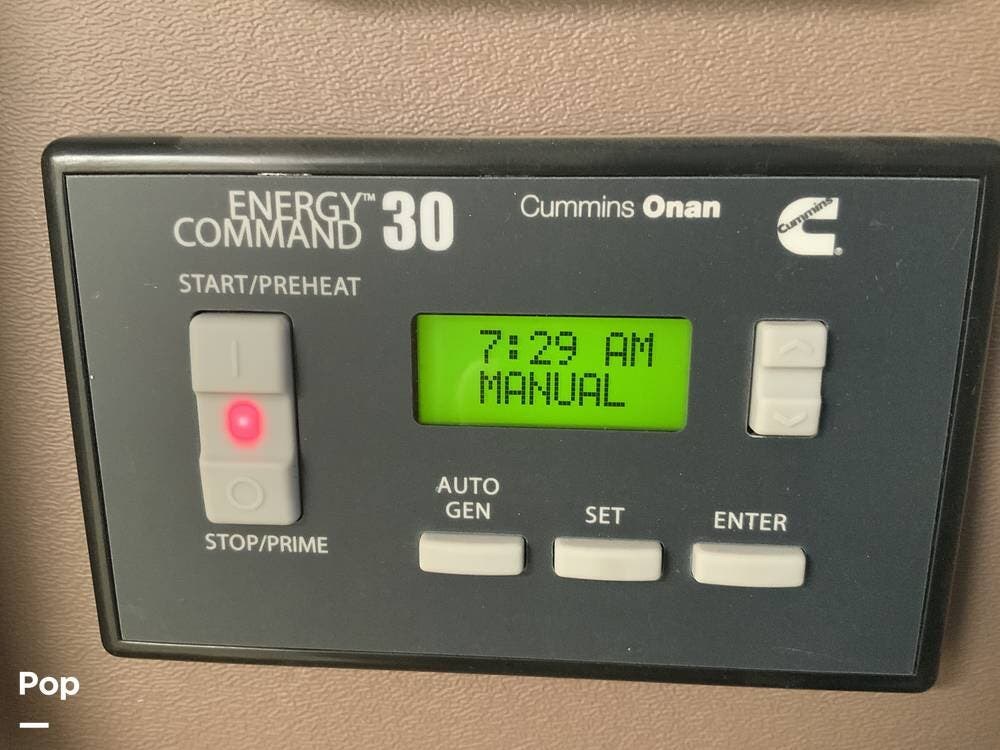 ENERGY™
COMMAND 30
Cummins Onan
Cummins
START/PREHEAT
7:29 AM
MANUAL
AUTO
GEN
SET
ENTER
STOP/PRIME
Pop